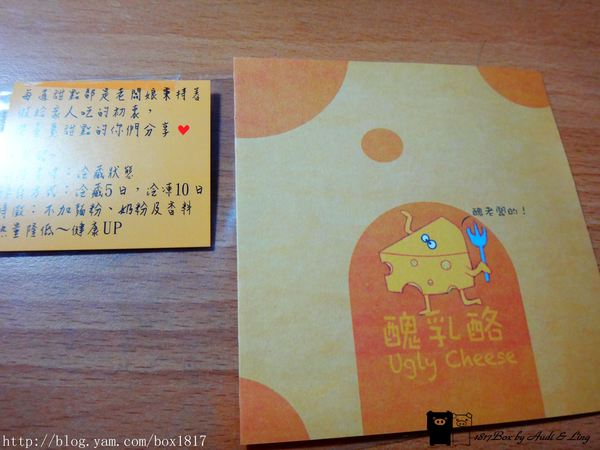 每道甜點都是老闆娘秉持著
做給家人吃的初衷，
甜點的你們分享♥
：冷藏狀態
方式：冷藏5日，冷凍10日
特徵：不加麵粉、奶粉及香料
熱量降低～健康UP
醜老闆的！
醜乳酪
Ugly Cheese
http://blog.yam.com/box1817
1817Box by Audi & Ling